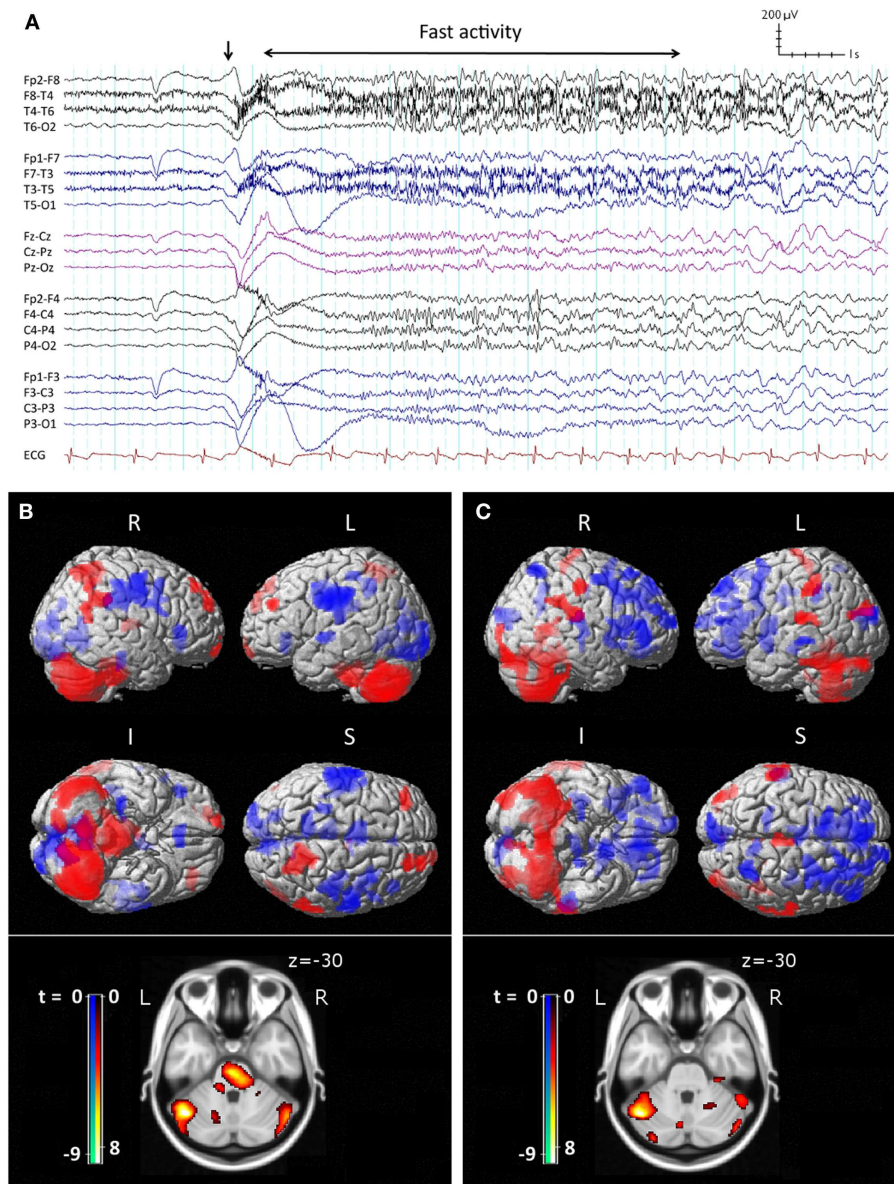 A
Fast activity
200 μV
1 s
Fp2-F8
F8-T4
T4-T6
T6-O2
Fp1-F7
F7-T3
T3-T5
T5-O1
Fz-Cz
Cz-Pz
Pz-Oz
Fp2-F4
F4-C4
C4-P4
P4-O2
Fp1-F3
F3-C3
C3-P3
P3-O1
ECG
B
R
L
I
S
z=-30
t = 0
0
L
R
-9
8
C
R
L
I
S
z=-30
t = 0
0
L
R
-9
8